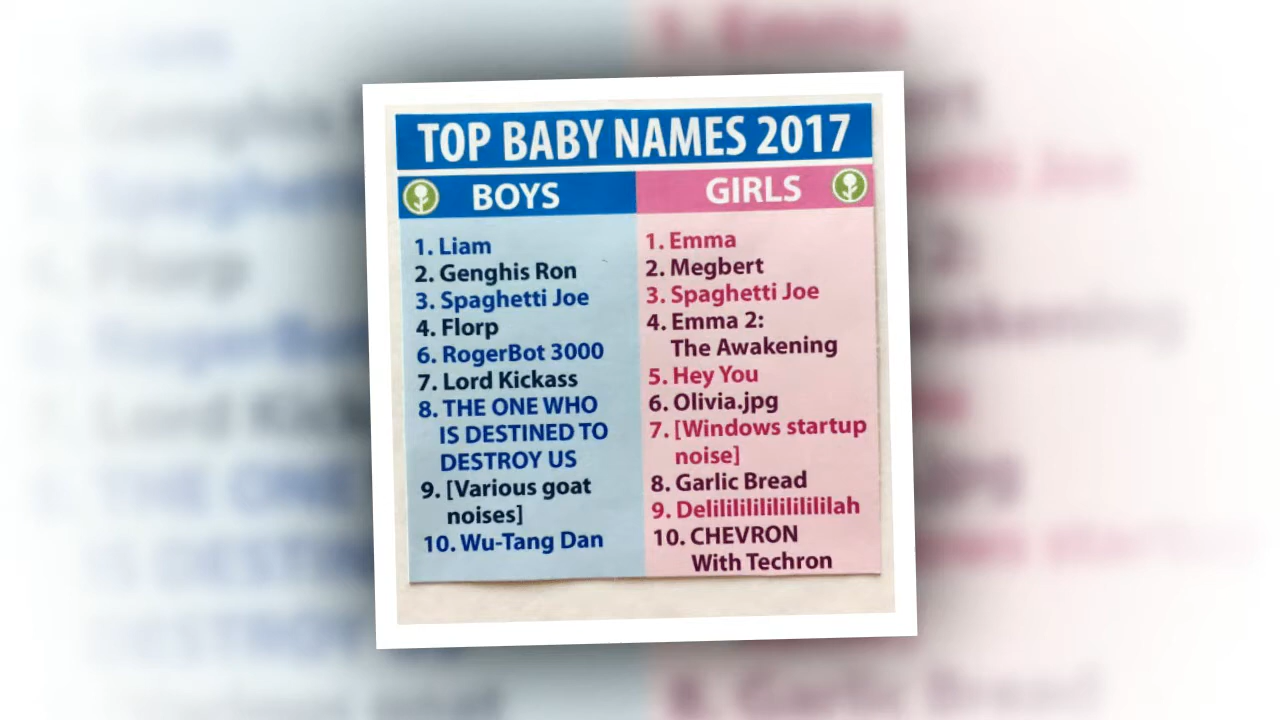 TOP BABY NAMES 2017
BOYS
1. Liam
2. Genghis Ron
3. Spaghetti Joe
4. Florp
6. RogerBot 3000
7. Lord Kickass
8. THE ONE WHO
IS DESTINED TO
DESTROY US
9. [Various goat
noises]
10. Wu-Tang Dan
GIRLS
1. Emma
2. Megbert
3. Spaghetti Joe
4. Emma 2:
The Awakening
5. Hey You
6. Olivia.jpg
7. [Windows startup
noise]
8. Garlic Bread
9. Delililililililililililah
10. CHEVRON
With Techron